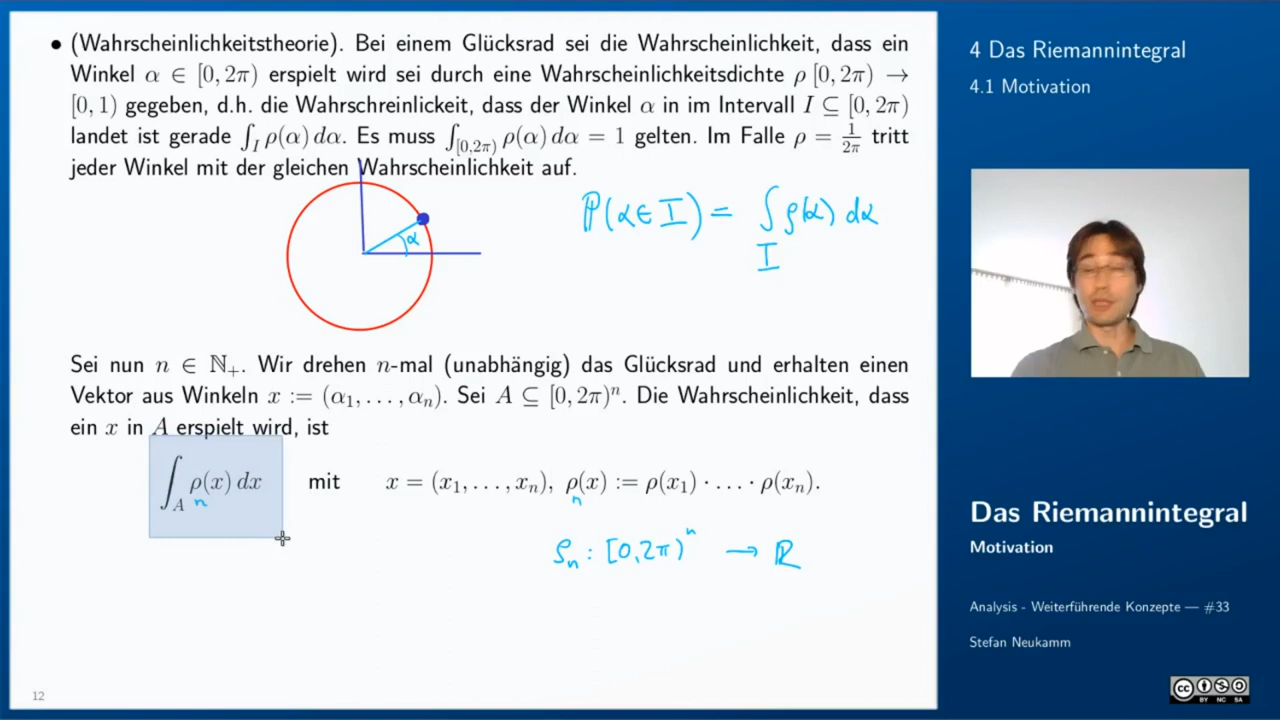 • (Wahrscheinlichkeitstheorie). Bei einem Glücksrad sei die Wahrscheinlichkeit, dass ein
Winkel α ∈ [0, 2π) erspielt wird sei durch eine Wahrscheinlichkeitsdichte ρ [0, 2π) →
[0, 1) gegeben, d.h. die Wahrschreinlickeit, dass der Winkel α in im Intervall I ⊆ [0, 2π)
landet ist gerade ∫_I ρ(α) dα. Es muss ∫_{[0,2π)} ρ(α) dα = 1 gelten. Im Falle ρ = 1/2π tritt
jeder Winkel mit der gleichen Wahrscheinlichkeit auf.
ℙ(α ∈ I) = ∫_I ρ(α) dα
α
Sei nun n ∈ ℕ₊. Wir drehen n-mal (unabhängig) das Glücksrad und erhalten einen
Vektor aus Winkeln x := (α₁, . . . , αₙ). Sei A ⊆ [0, 2π)ⁿ. Die Wahrscheinlichkeit, dass
ein x in A erspielt wird, ist
∫_A ρₙ(x) dx mit x = (x₁, . . . , xₙ), ρₙ(x) := ρ(x₁) · . . . · ρ(xₙ).
ρₙ : [0, 2π)ⁿ → ℝ
12
4 Das Riemannintegral
4.1 Motivation
Das Riemannintegral
Motivation
Analysis - Weiterführende Konzepte — #33
Stefan Neukamm
cc
BY NC SA